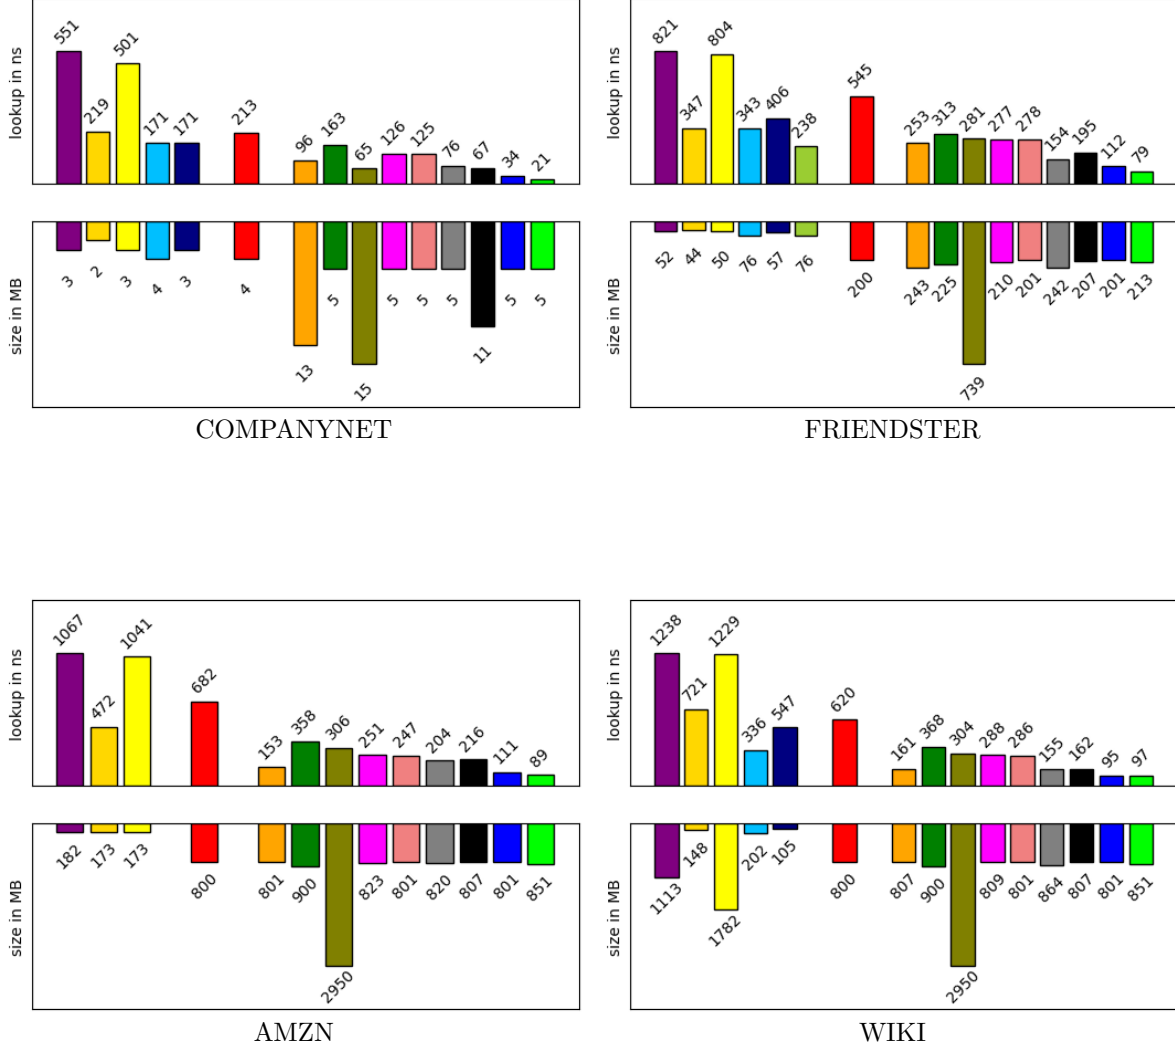 lookup in ns
551 219 501 171 171 213 96 163 65 126 125 76 67 34 21
size in MB
3 2 3 4 3 4 13 5 15 5 5 5 11 5 5
COMPANYNET
lookup in ns
821 347 804 343 406 238 545 253 313 281 277 278 154 195 112 79
size in MB
52 44 50 76 57 76 200 243 225 739 210 201 242 207 201 213
FRIENDSTER
lookup in ns
1067 472 1041 682 153 358 306 251 247 204 216 111 89
size in MB
182 173 173 800 801 900 2950 823 801 820 807 801 851
AMZN
lookup in ns
1238 721 1229 336 547 620 161 368 304 288 286 155 162 95 97
size in MB
1113 148 1782 202 105 800 807 900 2950 809 801 864 807 801 851
WIKI